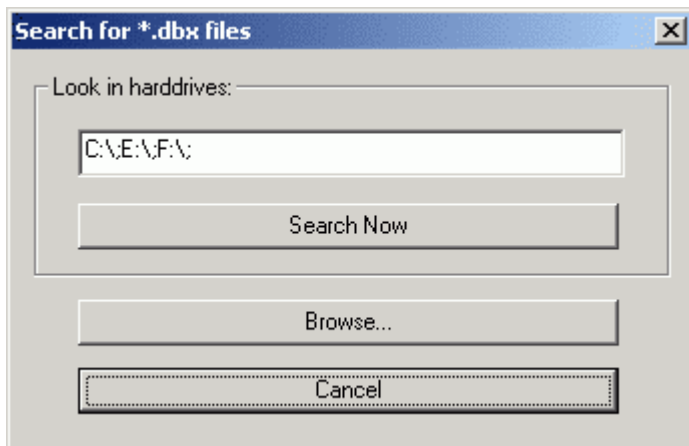 Search for *.dbx files
Look in harddrives:
C:\;E:\;F:\;
Search Now
Browse...
Cancel